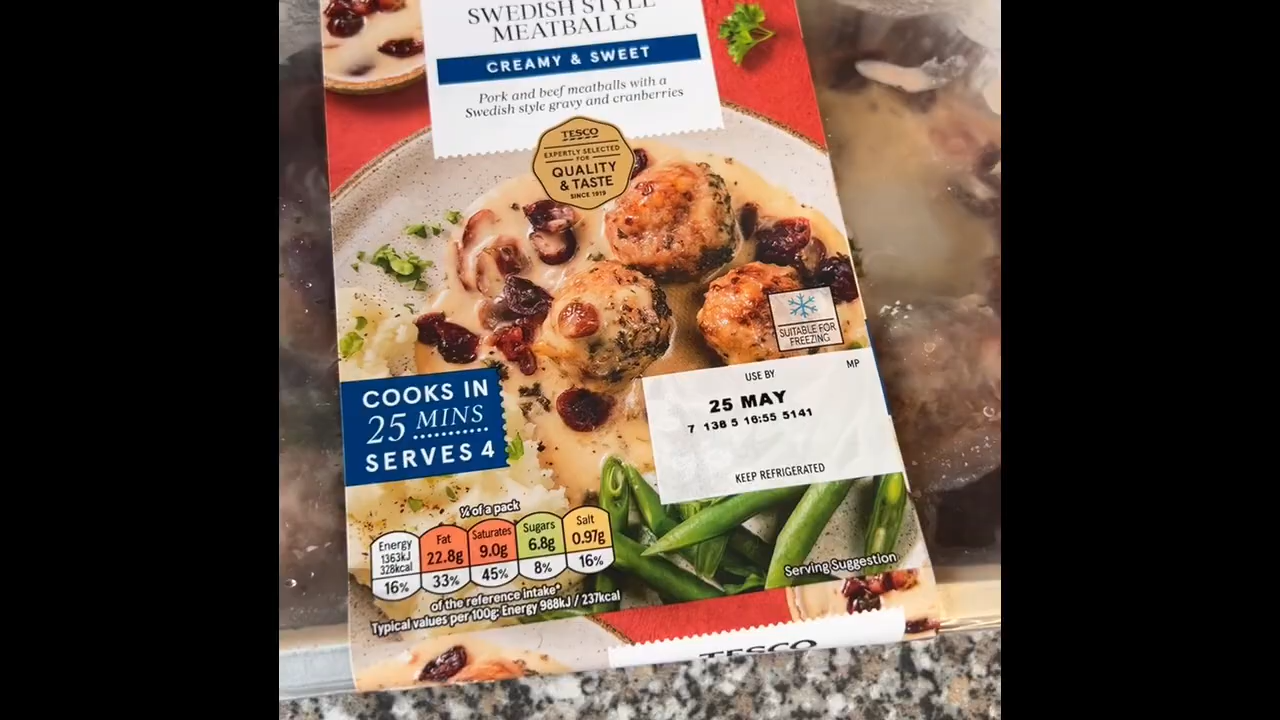 SWEDISH STYLE
MEATBALLS
CREAMY & SWEET
Pork and beef meatballs with a
Swedish style gravy and cranberries
TESCO
EXPERTLY SELECTED
FOR
QUALITY
& TASTE
SINCE 1919
SUITABLE FOR
FREEZING
USE BY
MP
25 MAY
7 138 5 16:55 5141
KEEP REFRIGERATED
COOKS IN
25 MINS
SERVES 4
¼ of a pack
Energy
1363kJ
328kcal
16%
Fat
22.8g
33%
Saturates
9.0g
45%
Sugars
6.8g
8%
Salt
0.97g
16%
of the reference intake*
Typical values per 100g: Energy 988kJ / 237kcal
Serving Suggestion
TESCO